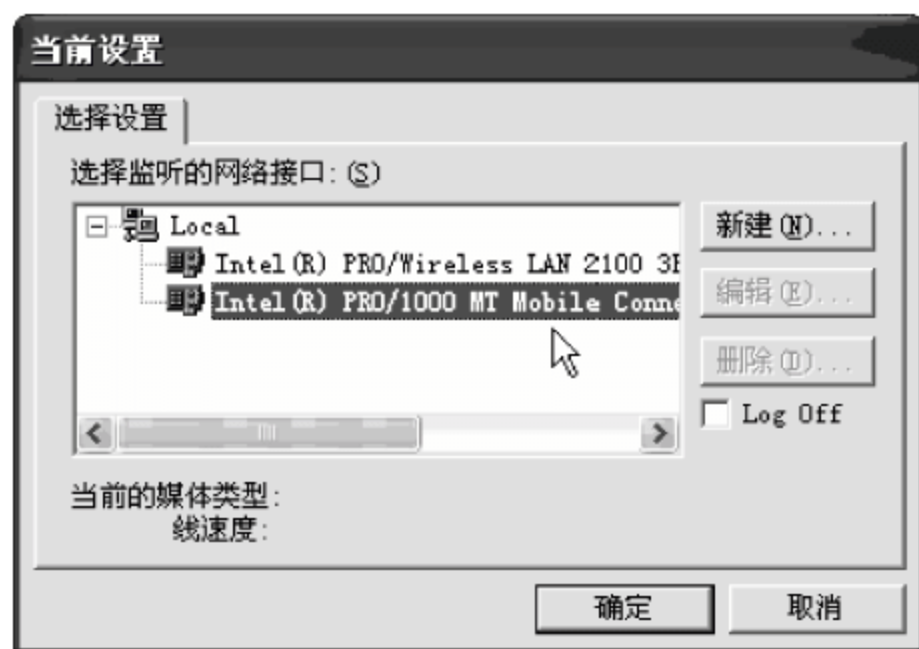 当前设置
选择设置
选择监听的网络接口:(S)
Local
Intel(R) PRO/Wireless LAN 2100
Intel(R) PRO/1000 MT Mobile
新建(N)...
编辑(E)...
删除(D)...
Log Off
当前的媒体类型:
线速度:
确定
取消